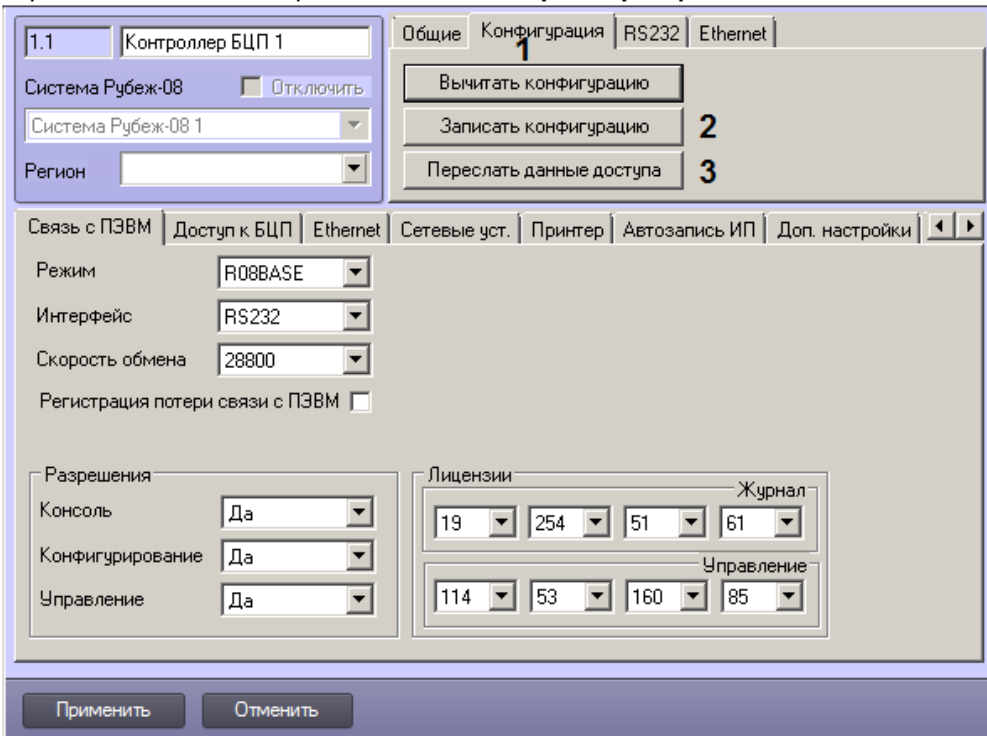 1.1 Контроллер БЦП 1
Система Рубеж-08 Отключить
Система Рубеж-08 1
Регион
Общие Конфигурация RS232 Ethernet
1
Вычитать конфигурацию
Записать конфигурацию 2
Переслать данные доступа 3
Связь с ПЭВМ Доступ к БЦП Ethernet Сетевые уст. Принтер Автозапись ИП Доп. настройки
Режим R08BASE
Интерфейс RS232
Скорость обмена 28800
Регистрация потери связи с ПЭВМ
Разрешения
Консоль Да
Конфигурирование Да
Управление Да
Лицензии
Журнал
19 254 51 61
Управление
114 53 160 85
Применить Отменить